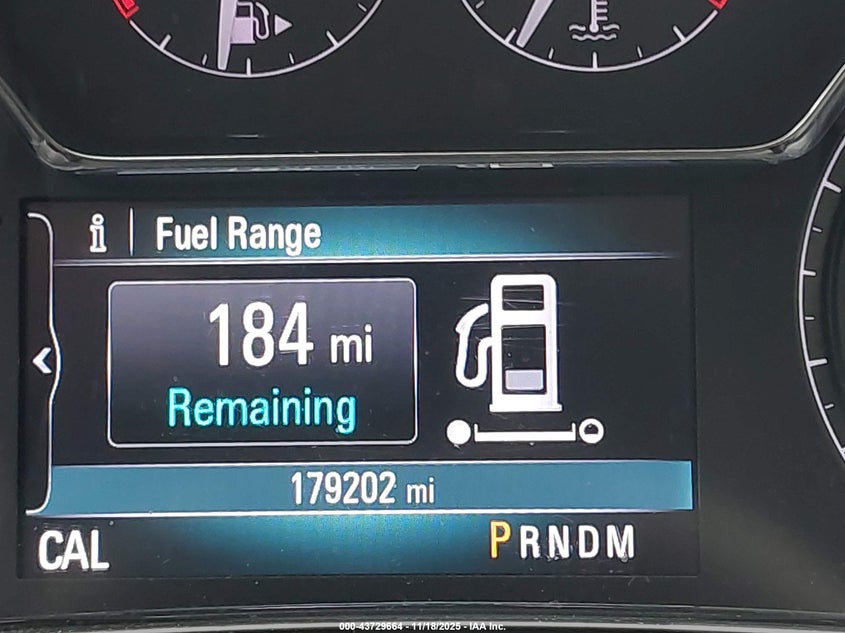 Fuel Range
184 mi
Remaining
179202 mi
CAL
PRNDM
000-43729664 - 11/18/2025 - IAA Inc.